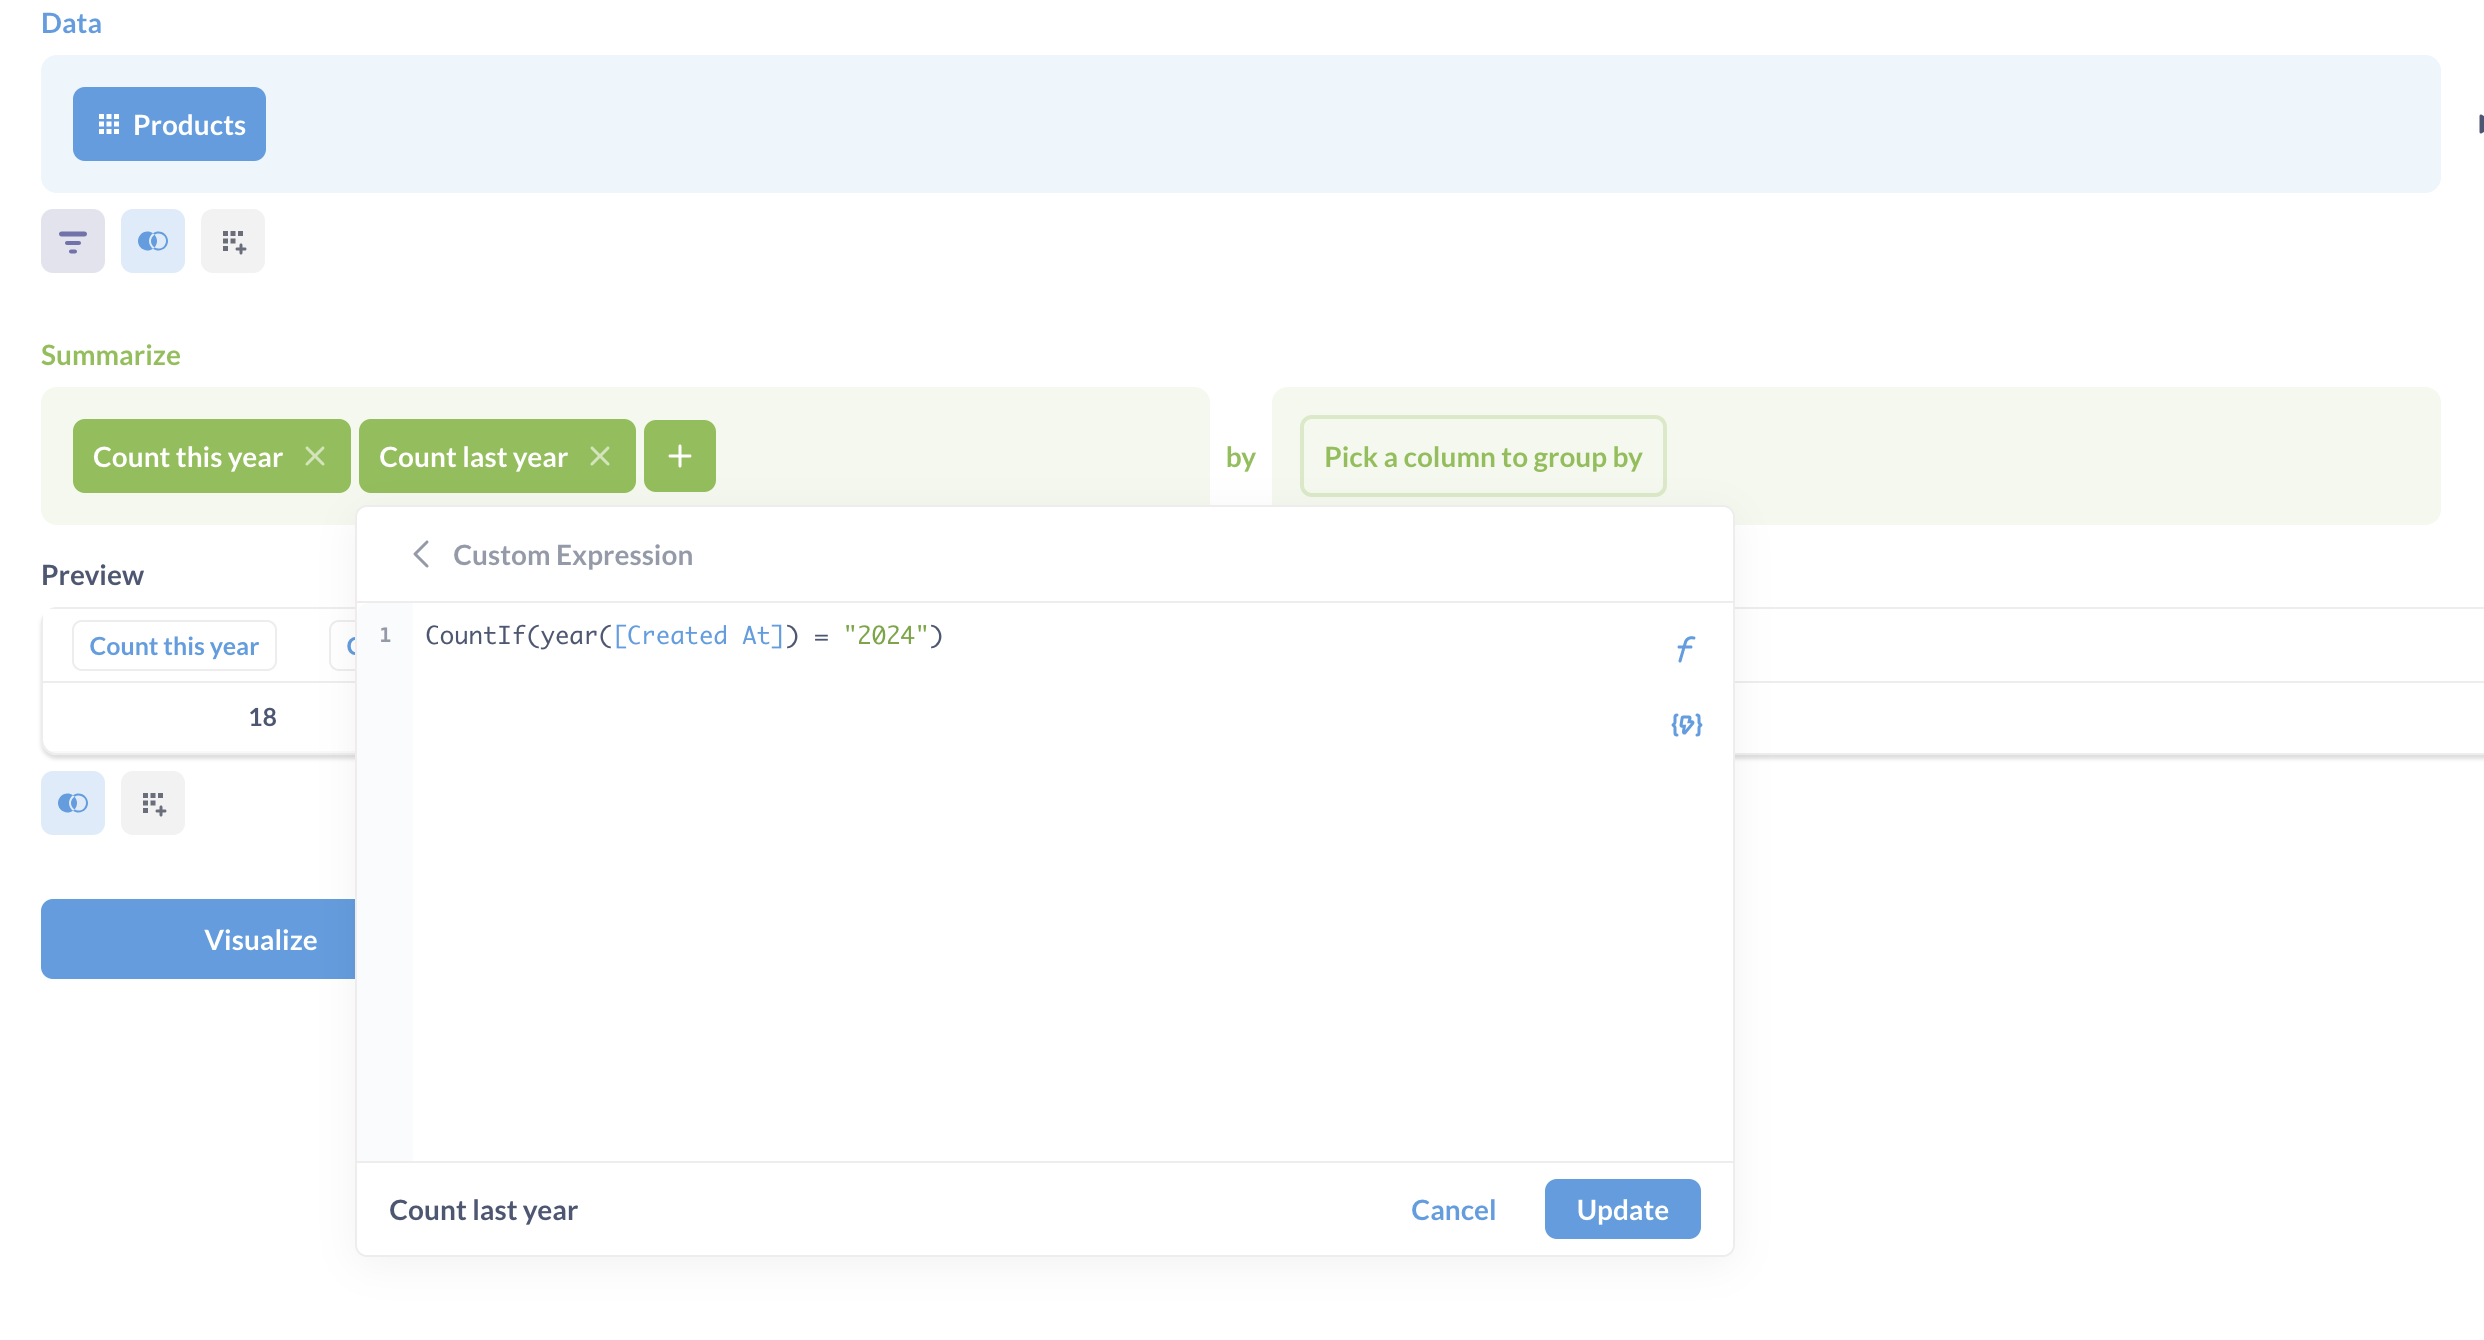 Data
Products
Summarize
Count this year
Count last year
+
by
Pick a column to group by
Custom Expression
Preview
1 CountIf(year([Created At]) = "2024")
Count this year
18
Visualize
Count last year
Cancel
Update